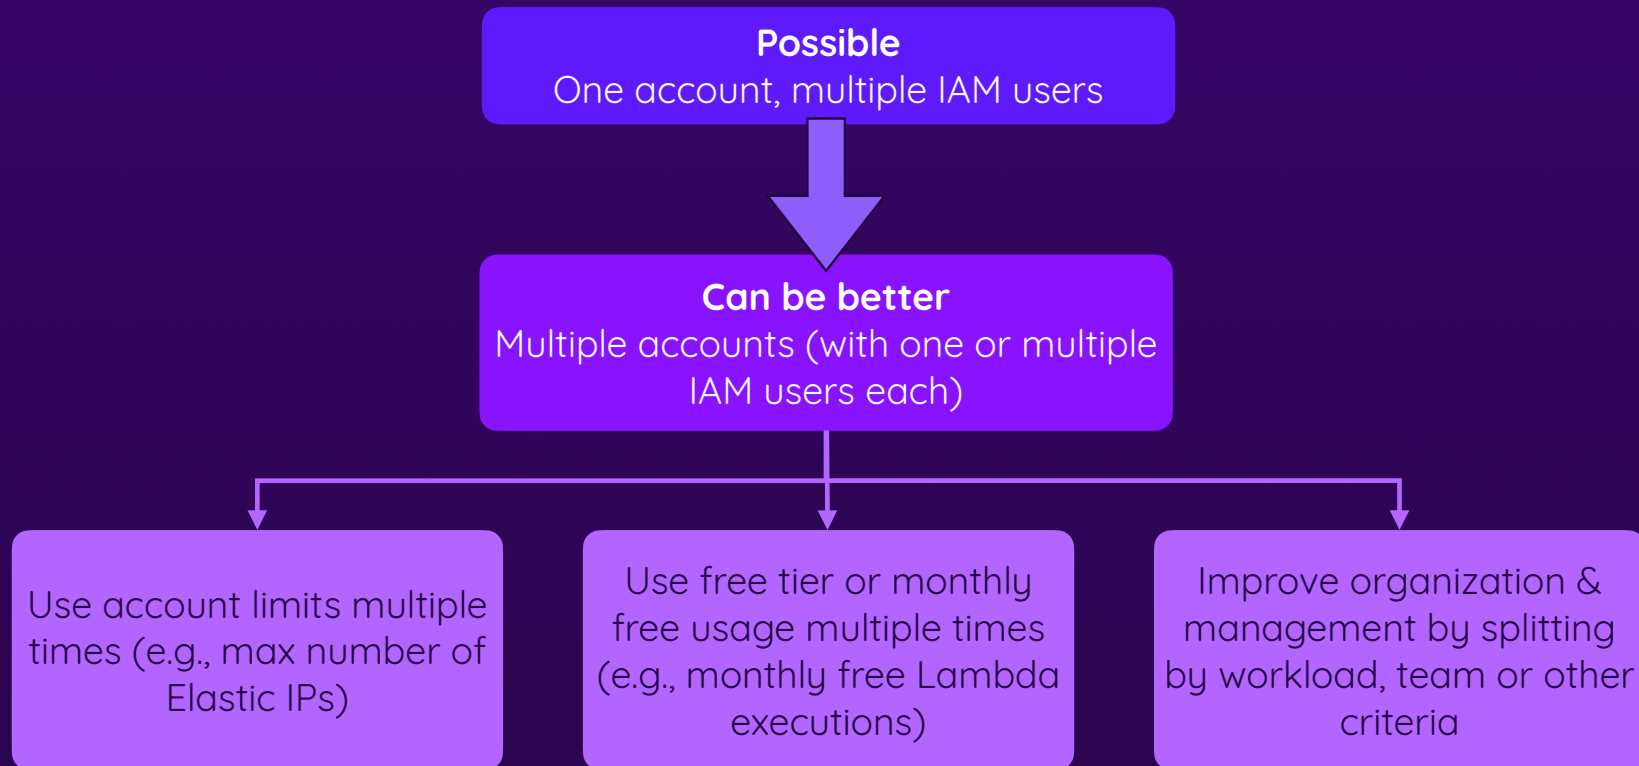 Possible
One account, multiple IAM users
Can be better
Multiple accounts (with one or multiple
IAM users each)
Use account limits multiple
times (e.g., max number of
Elastic IPs)
Use free tier or monthly
free usage multiple times
(e.g., monthly free Lambda
executions)
Improve organization &
management by splitting
by workload, team or other
criteria